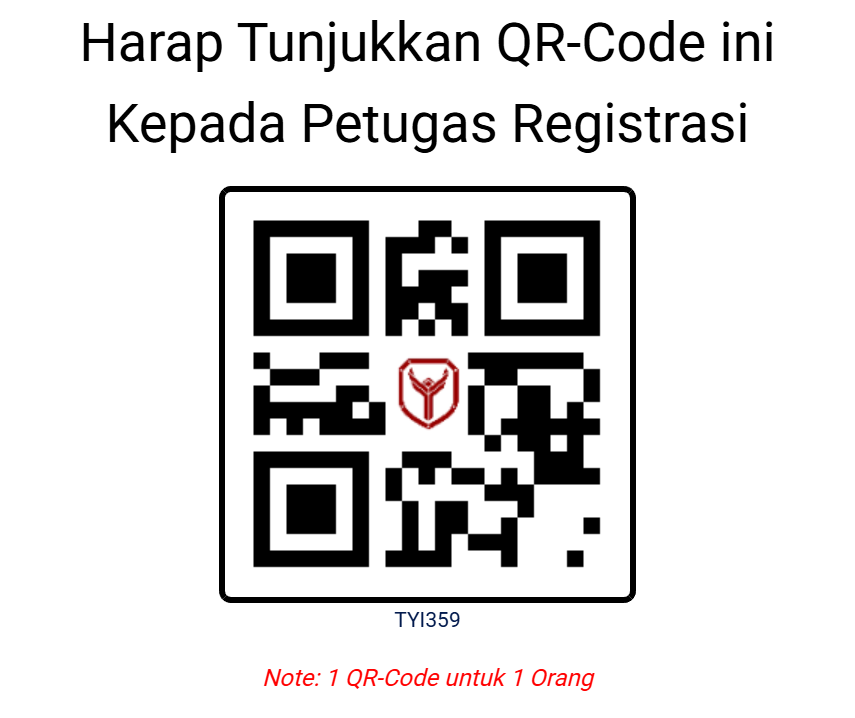 Harap Tunjukkan QR-Code ini
Kepada Petugas Registrasi
TYI359
Note: 1 QR-Code untuk 1 Orang